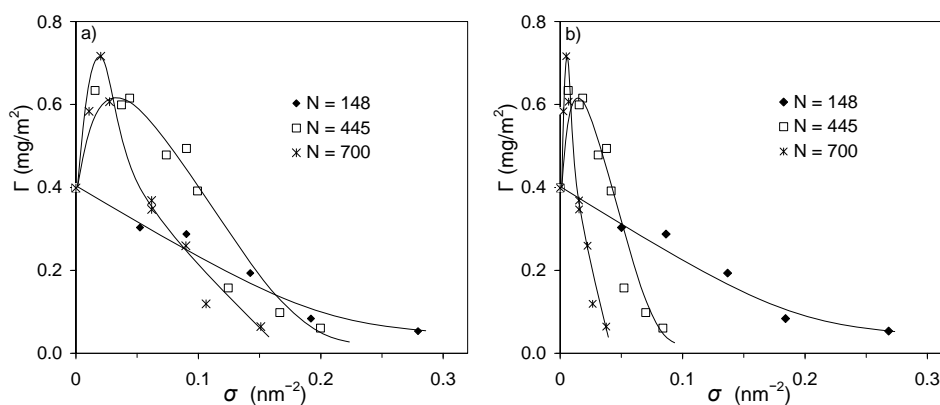 a)
Γ (mg/m²)
0.8
0.6
0.4
0.2
0.0
N = 148
N = 445
N = 700
0 0.1 0.2 0.3
σ (nm⁻²)
b)
Γ (mg/m²)
0.8
0.6
0.4
0.2
0.0
N = 148
N = 445
N = 700
0 0.1 0.2 0.3
σ (nm⁻²)